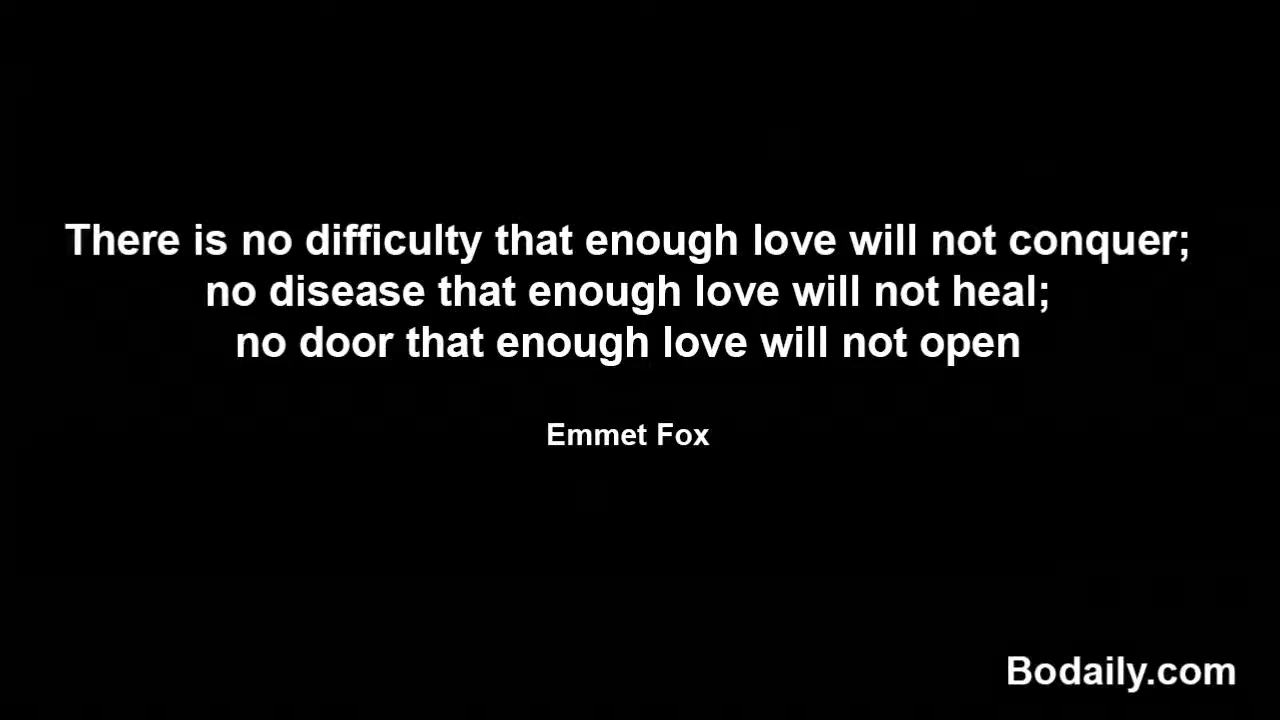 There is no difficulty that enough love will not conquer;
no disease that enough love will not heal;
no door that enough love will not open
Emmet Fox
Bodaily.com